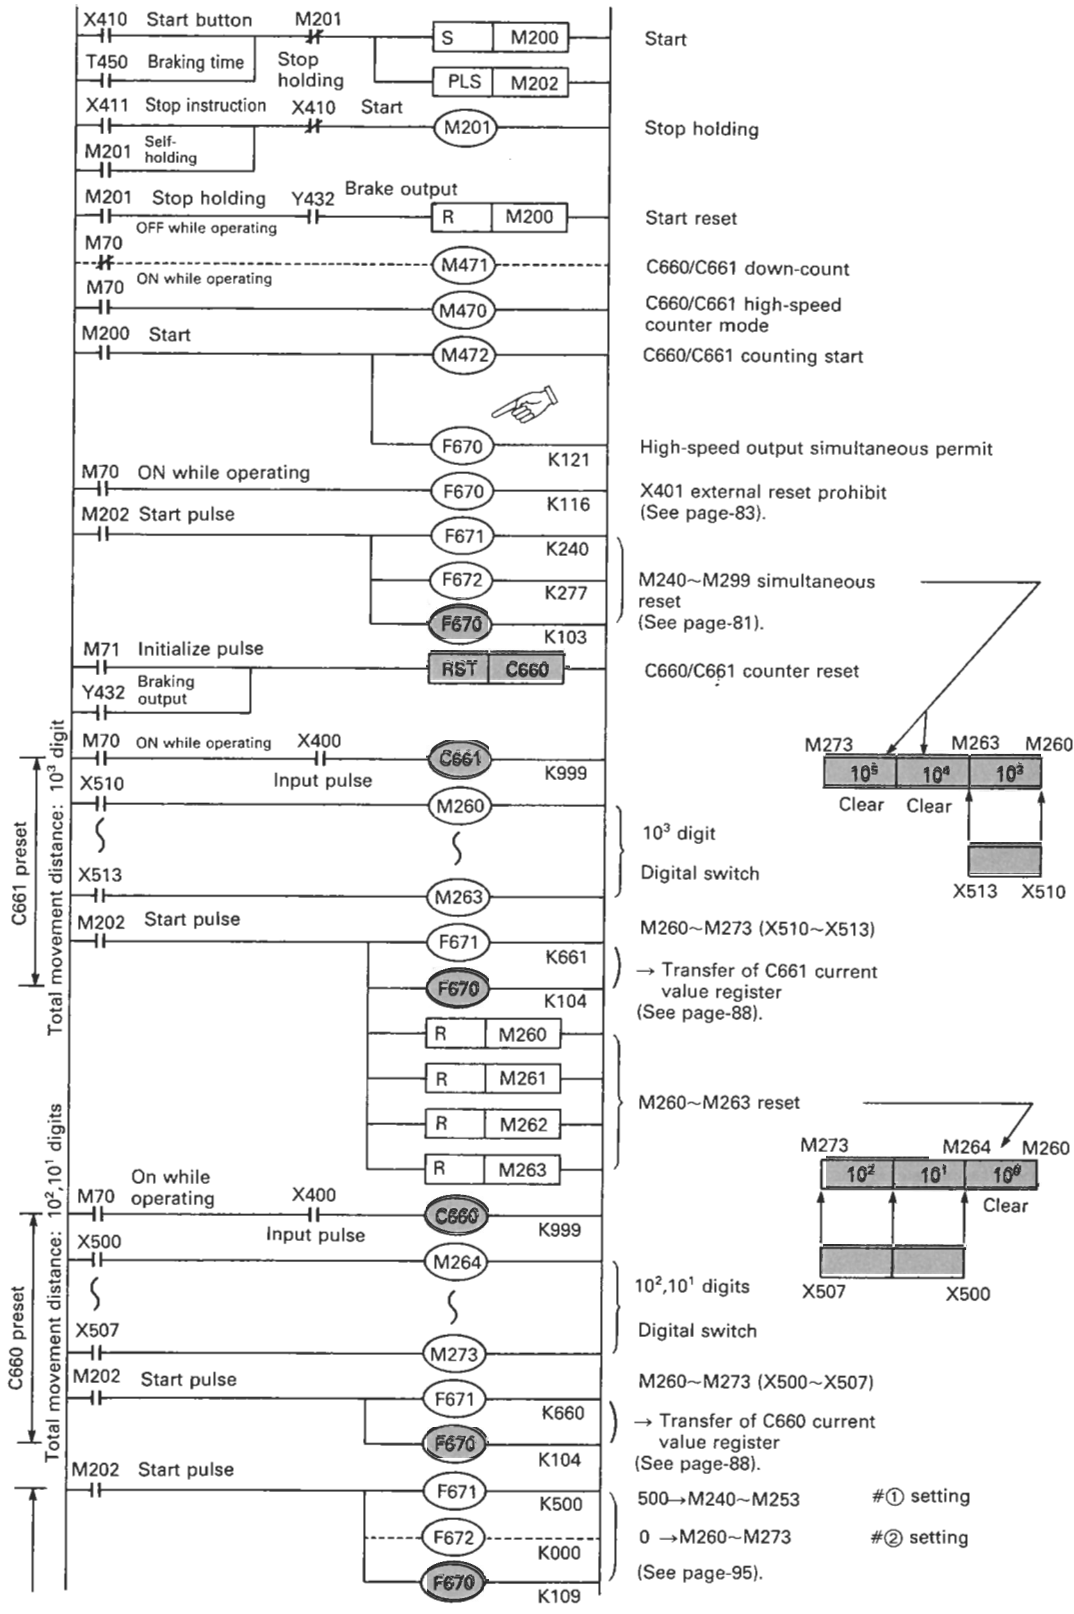 X410 Start button M201
S M200 Start
T450 Braking time Stop holding
PLS M202
X411 Stop instruction X410 Start
M201 Stop holding
M201 Self-holding
M201 Stop holding Y432 Brake output
R M200 Start reset
OFF while operating
M70
M471 C660/C661 down-count
ON while operating
M70
M470 C660/C661 high-speed counter mode
M200 Start
M472 C660/C661 counting start
F670 K121 High-speed output simultaneous permit
M70 ON while operating
F670 K116 X401 external reset prohibit
(See page-83).
M202 Start pulse
F671 K240
F672 K277
F670 K103
M240~M299 simultaneous
reset
(See page-81).
M71 Initialize pulse
RST C660 C660/C661 counter reset
Y432 Braking output
C661 preset
Total movement distance: 10³ digit
M70 ON while operating X400
Input pulse
C661 K999
X510
M260
X513
M263
10³ digit
Digital switch
M273 M263 M260
10⁵ 10⁴ 10³
Clear Clear
X513 X510
M202 Start pulse
F671 K661
F670 K104
M260~M273 (X510~X513)
→ Transfer of C661 current
value register
(See page-88).
R M260
R M261
R M262
R M263
M260~M263 reset
M273 M264 M260
10² 10¹ 10⁰
Clear
X507 X500
C660 preset
Total movement distance: 10²,10¹ digits
M70 On while operating X400
Input pulse
C660 K999
X500
M264
X507
M273
10²,10¹ digits
Digital switch
M202 Start pulse
F671 K660
F670 K104
M260~M273 (X500~X507)
→ Transfer of C660 current
value register
(See page-88).
M202 Start pulse
F671 K500
500→M240~M253 #① setting
F672 K000
0 →M260~M273 #② setting
F670 K109
(See page-95).